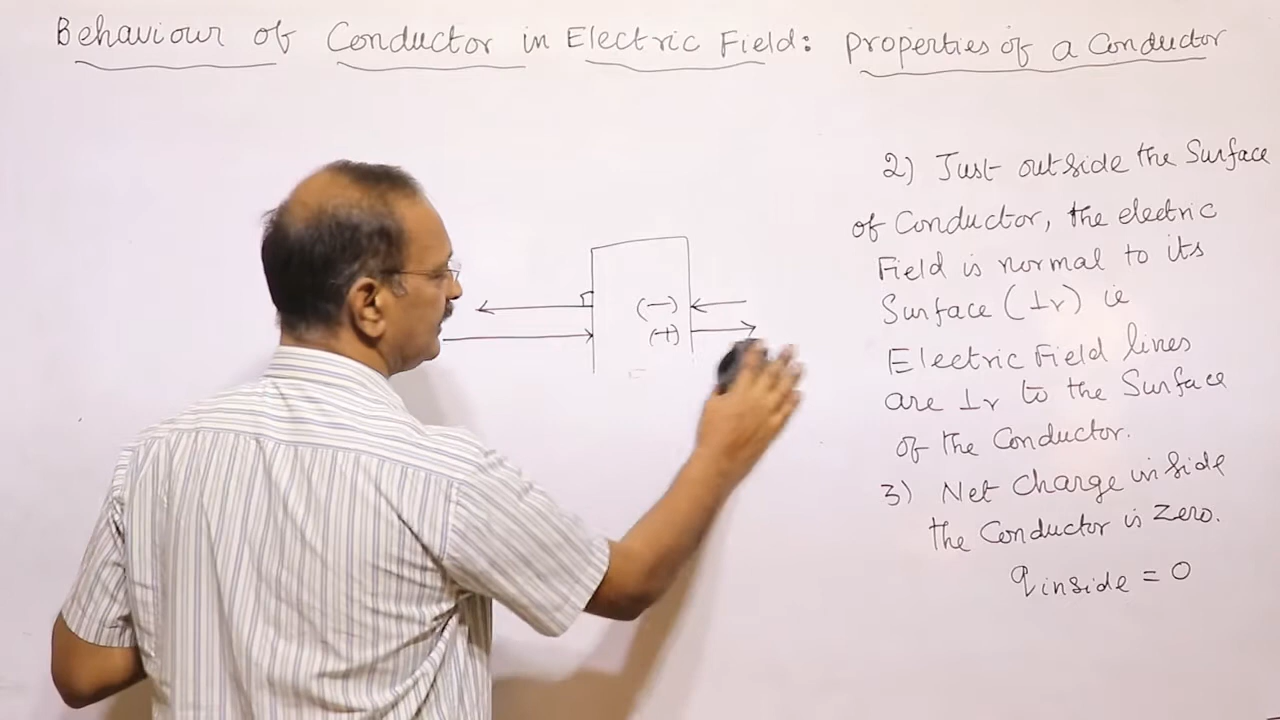 Behaviour of Conductor in Electric Field: Properties of a Conductor
2) Just outside the Surface
of Conductor, the electric
Field is normal to its
Surface (⊥r) ie
Electric Field lines
are ⊥r to the Surface
of the Conductor.
3) Net Charge inside
the Conductor is Zero.
q inside = 0
(−)
(+)